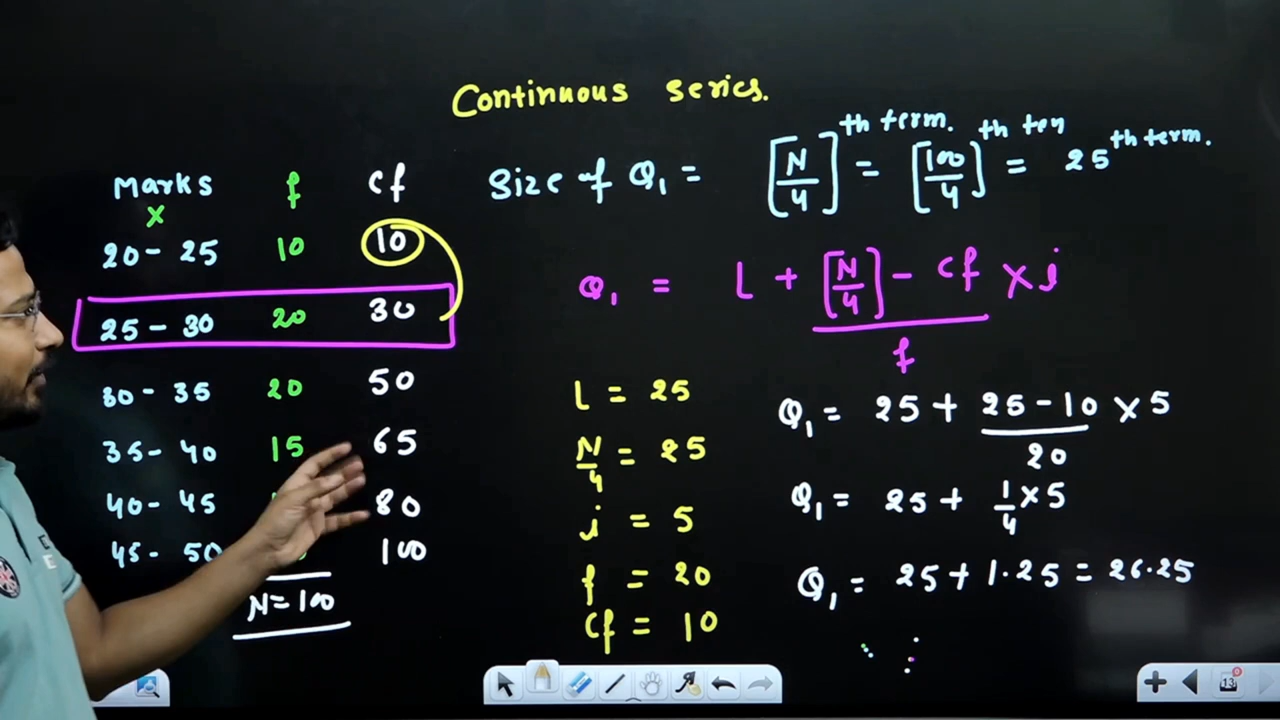 Continuous series.
Marks f cf
x
20 - 25 10 10
25 - 30 20 30
30 - 35 20 50
35 - 40 15 65
40 - 45 80
45 - 50 100
N = 100
Size of Q₁ = [N/4]th term. = [100/4]th ten = 25th term.
Q₁ = l + [N/4] - cf / f × i
l = 25
N/4 = 25
i = 5
f = 20
cf = 10
Q₁ = 25 + 25 - 10 / 20 × 5
Q₁ = 25 + 1/4 × 5
Q₁ = 25 + 1.25 = 26.25
13